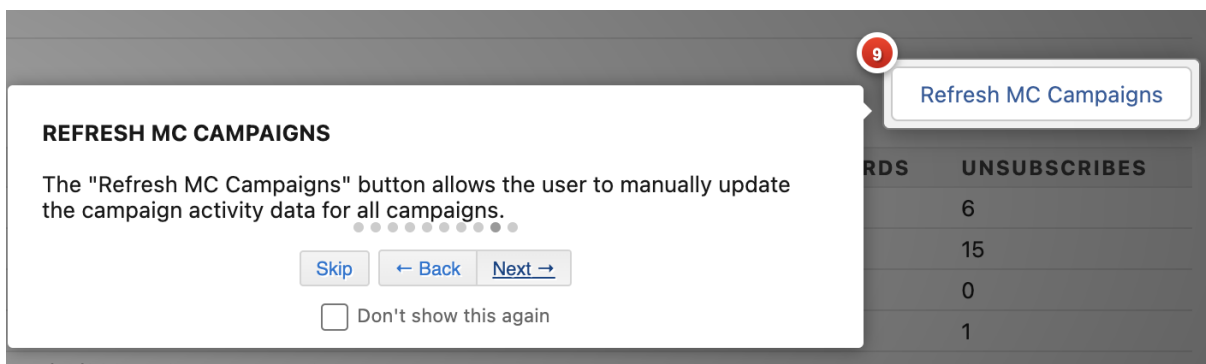 9
Refresh MC Campaigns
REFRESH MC CAMPAIGNS
The "Refresh MC Campaigns" button allows the user to manually update
the campaign activity data for all campaigns.
Skip
← Back
Next →
Don't show this again
RDS UNSUBSCRIBES
6
15
0
1